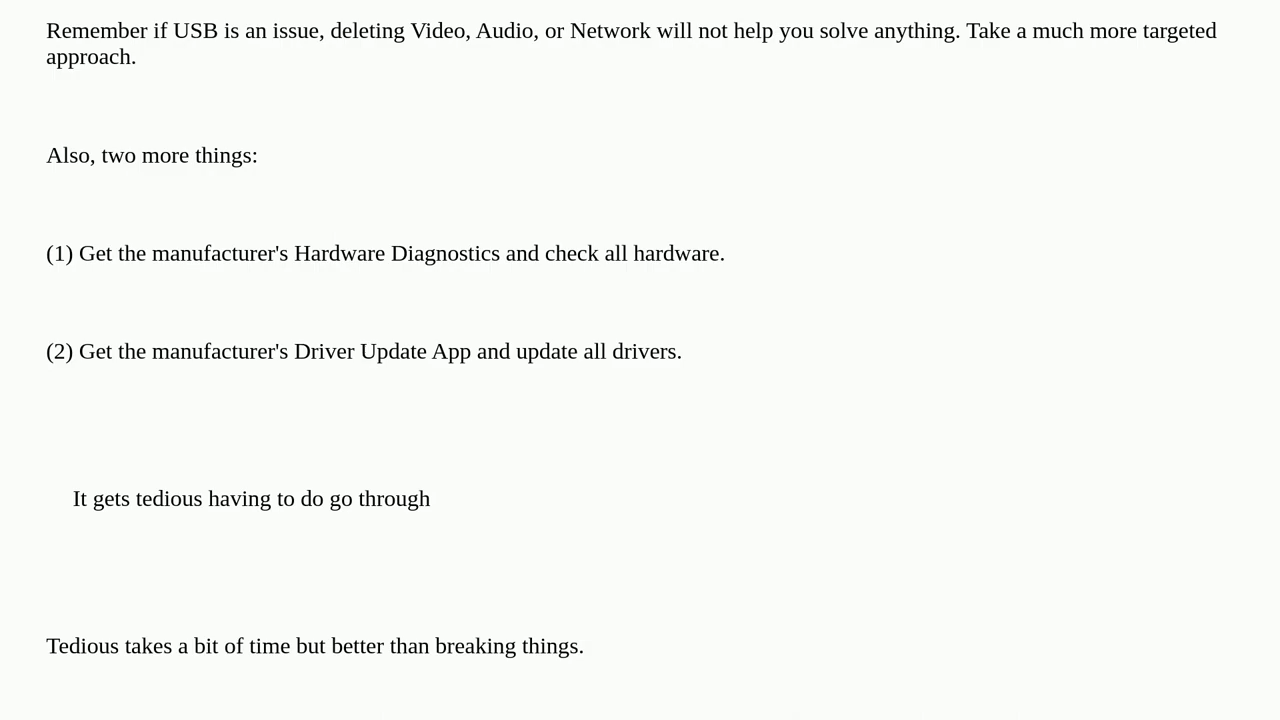 Remember if USB is an issue, deleting Video, Audio, or Network will not help you solve anything. Take a much more targeted
approach.
Also, two more things:
(1) Get the manufacturer's Hardware Diagnostics and check all hardware.
(2) Get the manufacturer's Driver Update App and update all drivers.
It gets tedious having to do go through
Tedious takes a bit of time but better than breaking things.